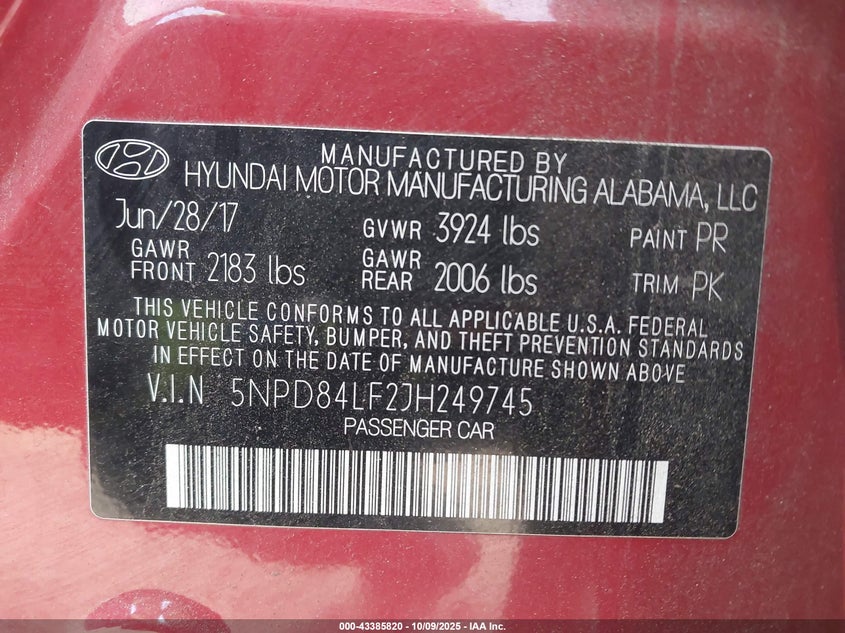 MANUFACTURED BY
HYUNDAI MOTOR MANUFACTURING ALABAMA, LLC
Jun/28/17 GVWR 3924 lbs PAINT PR
GAWR FRONT 2183 lbs GAWR REAR 2006 lbs TRIM PK
THIS VEHICLE CONFORMS TO ALL APPLICABLE U.S.A. FEDERAL
MOTOR VEHICLE SAFETY, BUMPER, AND THEFT PREVENTION STANDARDS
IN EFFECT ON THE DATE OF MANUFACTURE SHOWN ABOVE.
V.I.N 5NPD84LF2JH249745
PASSENGER CAR
000-43385820 - 10/09/2025 - IAA Inc.